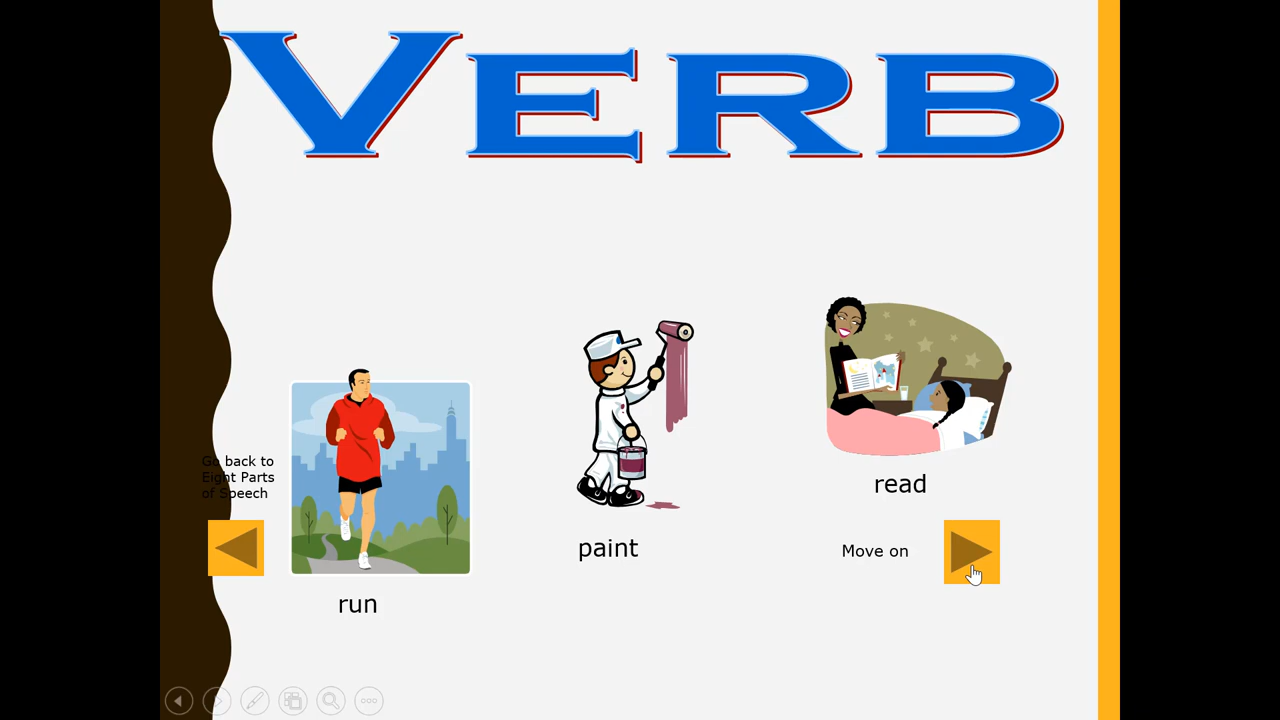 VERB
Go back to
Eight Parts
of Speech
run
paint
read
Move on